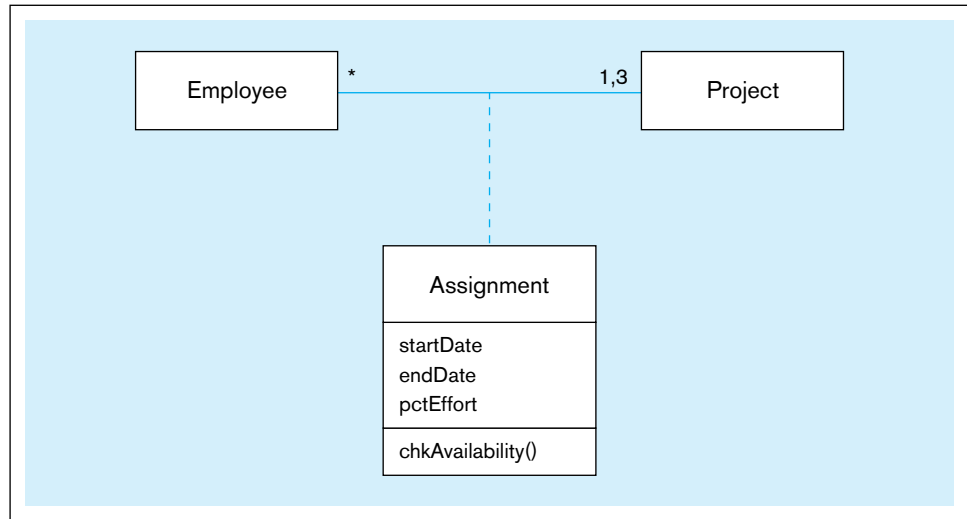 Employee
*
1,3
Project
Assignment
startDate
endDate
pctEffort
chkAvailability()